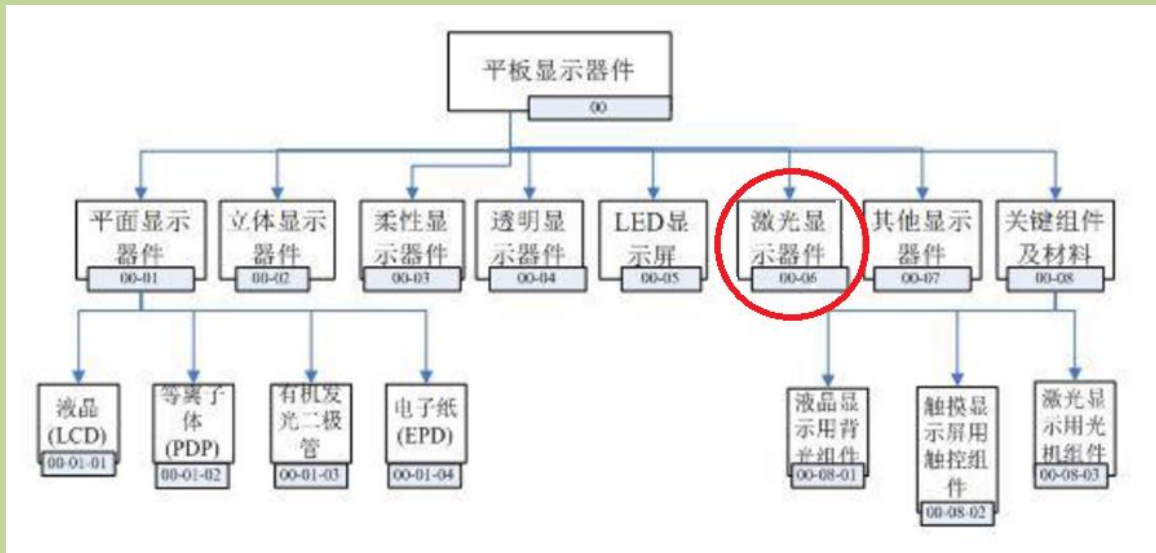 平板显示器件
00
平面显示
器件
00-01
立体显示
器件
00-02
柔性显
示器件
00-03
透明显
示器件
00-04
LED显
示屏
00-05
激光显
示器件
00-06
其他显示
器件
00-07
关键组件
及材料
00-08
液晶
(LCD)
00-01-01
等离子
体
(PDP)
00-01-02
有机发
光二极
管
00-01-03
电子纸
(EPD)
00-01-04
液晶显
示用背
光组件
00-08-01
触摸显
示屏用
触控组
件
00-08-02
激光显
示用光
机组件
00-08-03